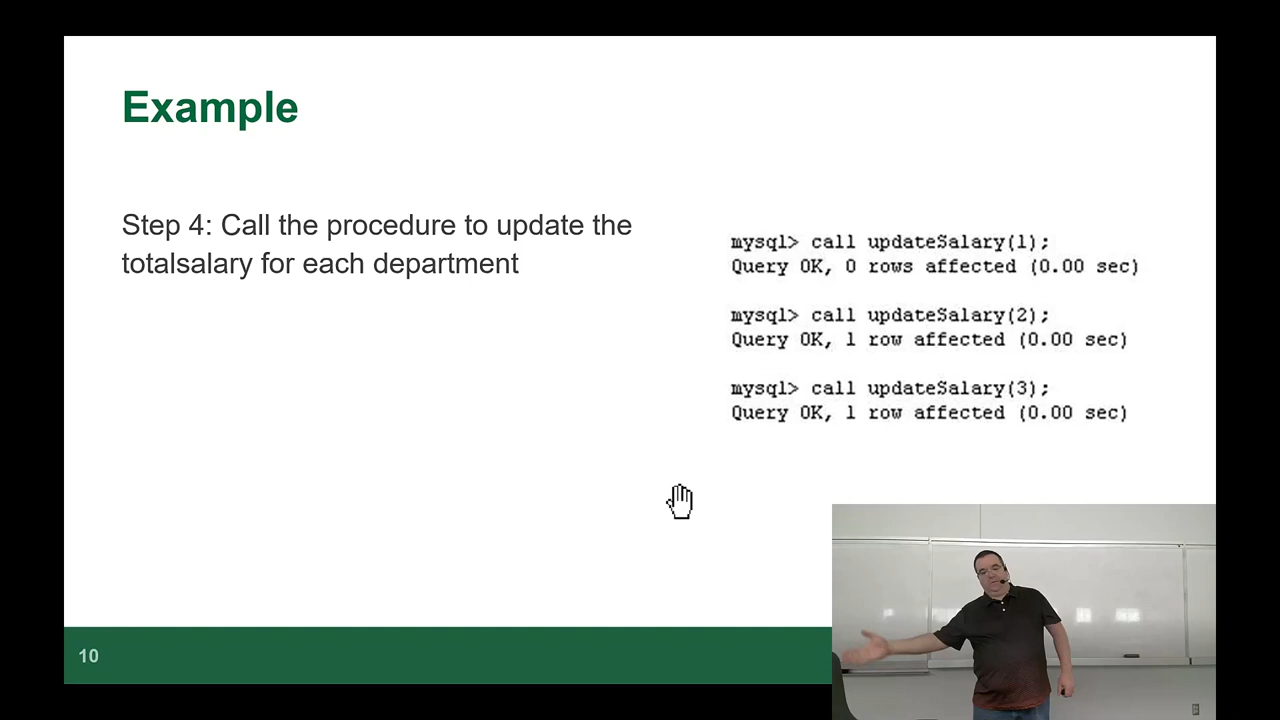 Example
Step 4: Call the procedure to update the
totalsalary for each department
mysql> call updateSalary(1);
Query OK, 0 rows affected (0.00 sec)
mysql> call updateSalary(2);
Query OK, 1 row affected (0.00 sec)
mysql> call updateSalary(3);
Query OK, 1 row affected (0.00 sec)
10